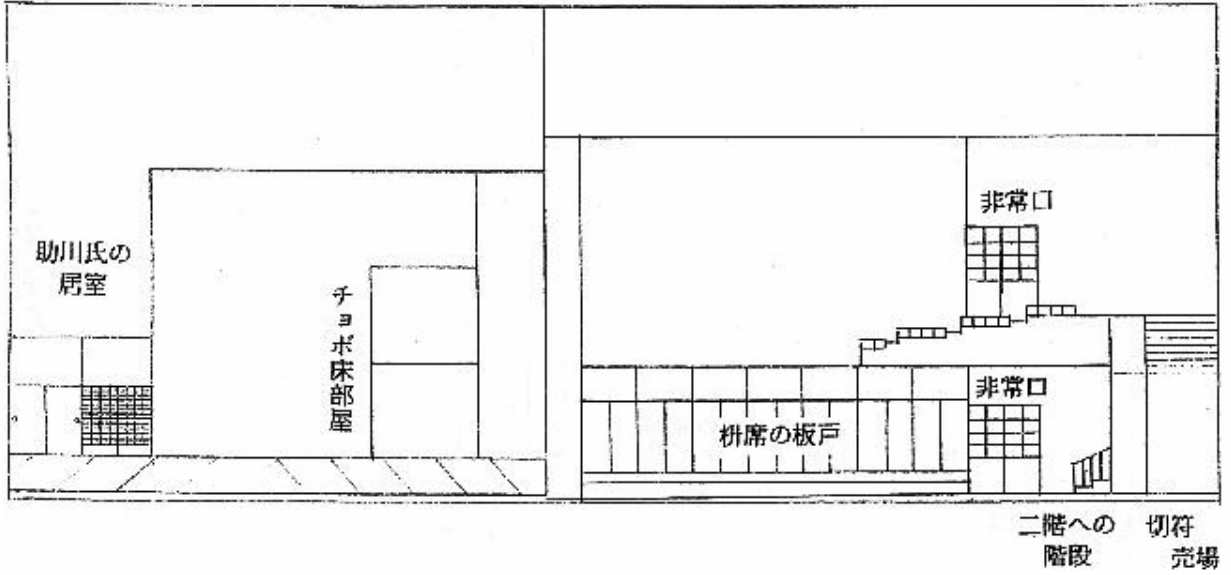 助川氏の
居室
チョボ床部屋
非常口
非常口
枡席の板戸
二階への
階段
切符
売場